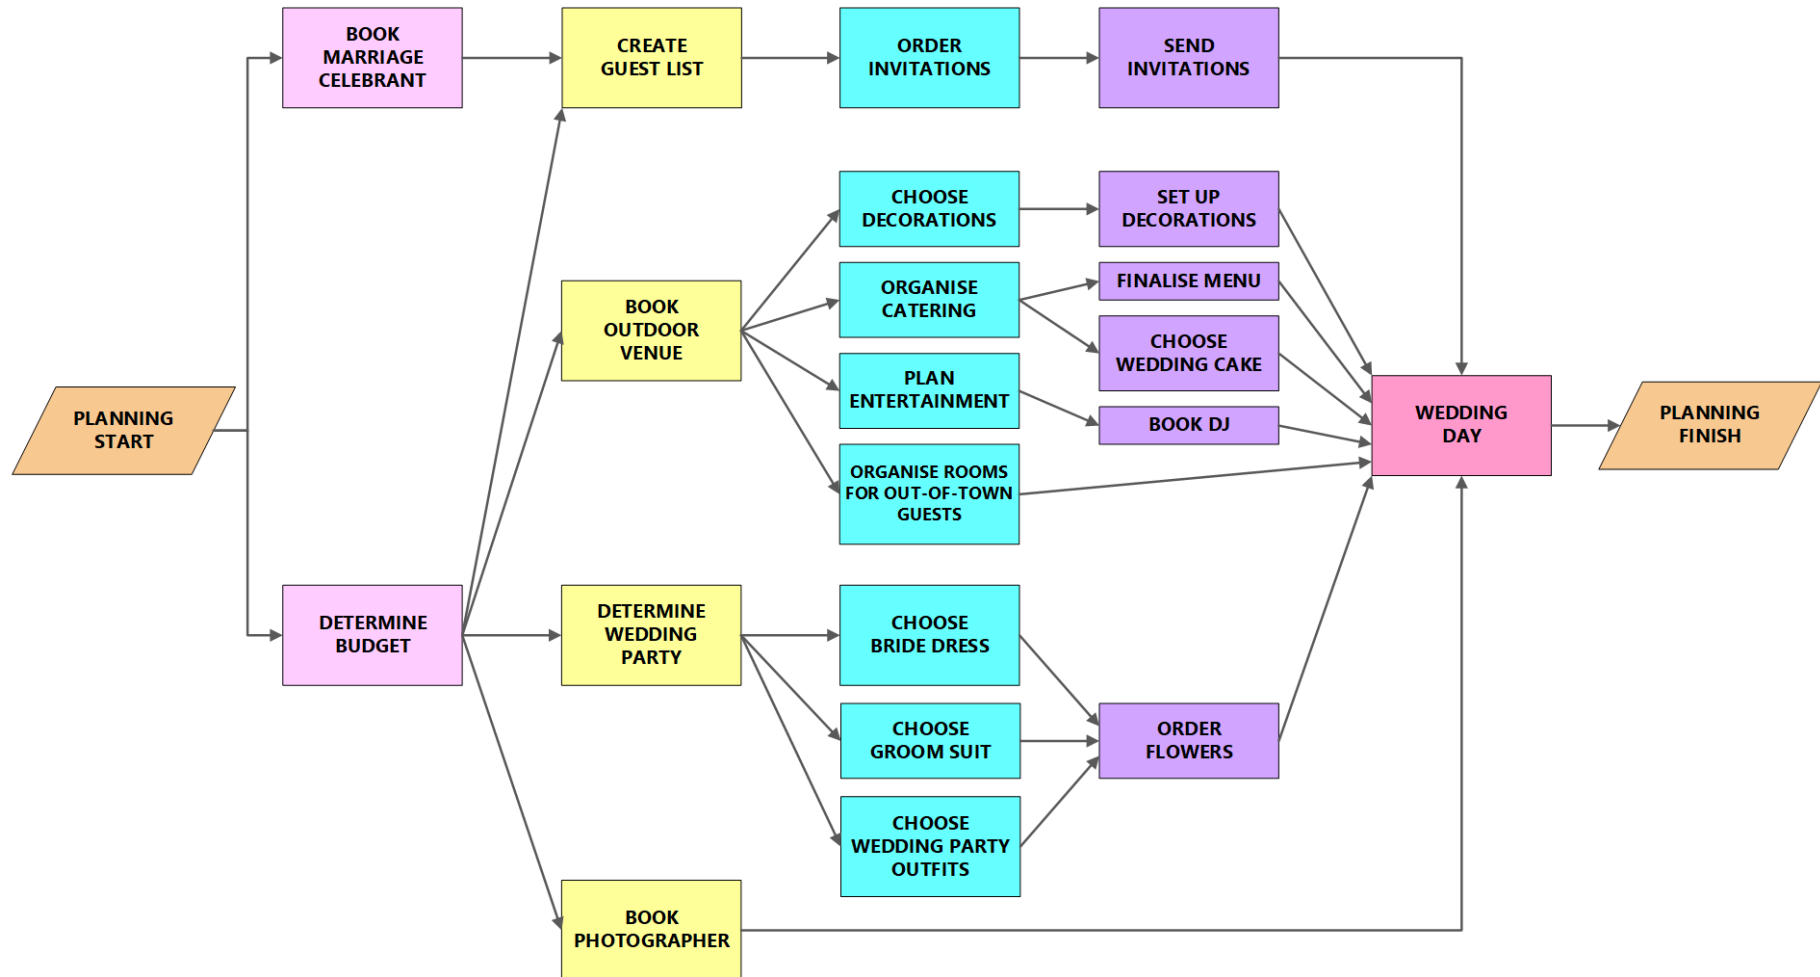 BOOK
MARRIAGE
CELEBRANT
CREATE
GUEST LIST
ORDER
INVITATIONS
SEND
INVITATIONS
CHOOSE
DECORATIONS
SET UP
DECORATIONS
BOOK
OUTDOOR
VENUE
ORGANISE
CATERING
FINALISE MENU
CHOOSE
WEDDING CAKE
PLAN
ENTERTAINMENT
BOOK DJ
ORGANISE ROOMS
FOR OUT-OF-TOWN
GUESTS
PLANNING
START
WEDDING
DAY
PLANNING
FINISH
DETERMINE
BUDGET
DETERMINE
WEDDING
PARTY
CHOOSE
BRIDE DRESS
CHOOSE
GROOM SUIT
ORDER
FLOWERS
CHOOSE
WEDDING PARTY
OUTFITS
BOOK
PHOTOGRAPHER